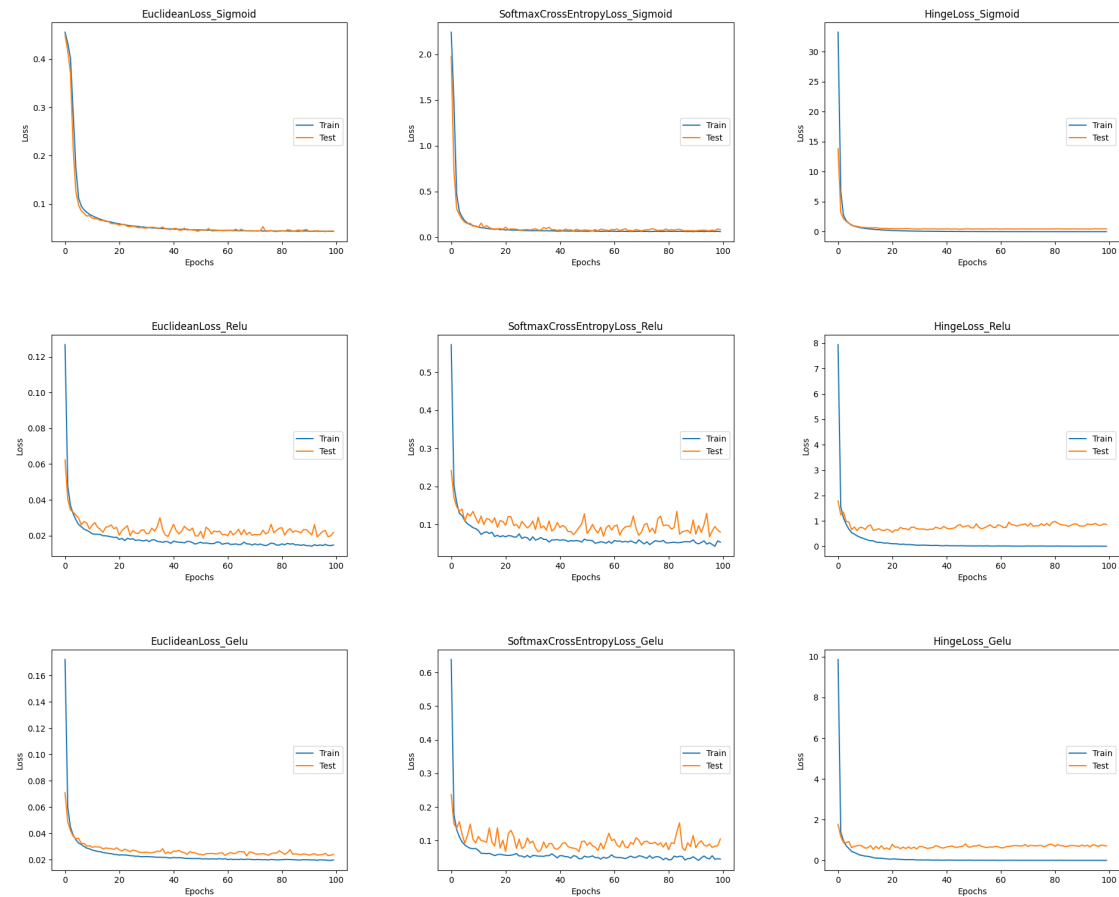 EuclideanLoss_Sigmoid
Loss
0.4
0.3
0.2
0.1
Train
Test
0 20 40 60 80 100
Epochs
SoftmaxCrossEntropyLoss_Sigmoid
Loss
2.0
1.5
1.0
0.5
0.0
Train
Test
0 20 40 60 80 100
Epochs
HingeLoss_Sigmoid
Loss
30
25
20
15
10
5
0
Train
Test
0 20 40 60 80 100
Epochs
EuclideanLoss_Relu
Loss
0.12
0.10
0.08
0.06
0.04
0.02
Train
Test
0 20 40 60 80 100
Epochs
SoftmaxCrossEntropyLoss_Relu
Loss
0.5
0.4
0.3
0.2
0.1
Train
Test
0 20 40 60 80 100
Epochs
HingeLoss_Relu
Loss
8
7
6
5
4
3
2
1
0
Train
Test
0 20 40 60 80 100
Epochs
EuclideanLoss_Gelu
Loss
0.16
0.14
0.12
0.10
0.08
0.06
0.04
0.02
Train
Test
0 20 40 60 80 100
Epochs
SoftmaxCrossEntropyLoss_Gelu
Loss
0.6
0.5
0.4
0.3
0.2
0.1
Train
Test
0 20 40 60 80 100
Epochs
HingeLoss_Gelu
Loss
10
8
6
4
2
0
Train
Test
0 20 40 60 80 100
Epochs